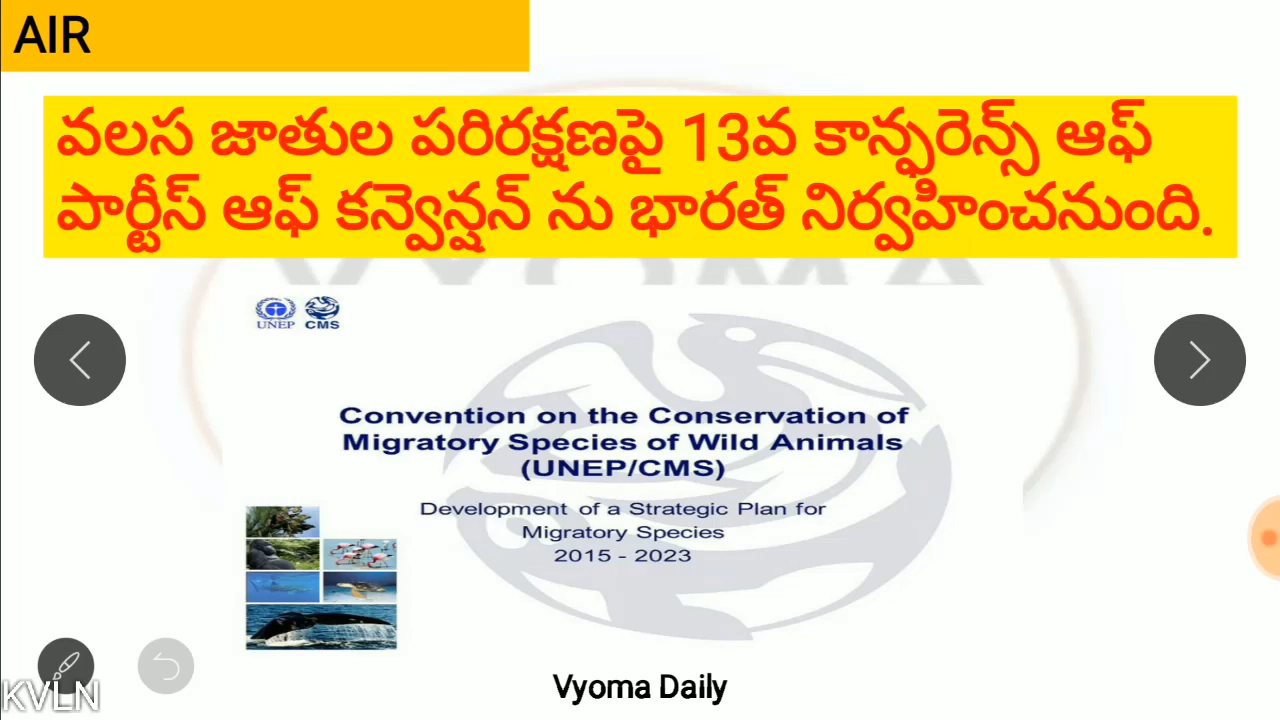 AIR
వలస జాతుల పరిరక్షణపై 13వ కాన్ఫరెన్స్ ఆఫ్
పార్టీస్ ఆఫ్ కన్వెన్షన్ ను భారత్ నిర్వహించనుంది.
UNEP CMS
Convention on the Conservation of
Migratory Species of Wild Animals
(UNEP/CMS)
Development of a Strategic Plan for
Migratory Species
2015 - 2023
KVLN
Vyoma Daily